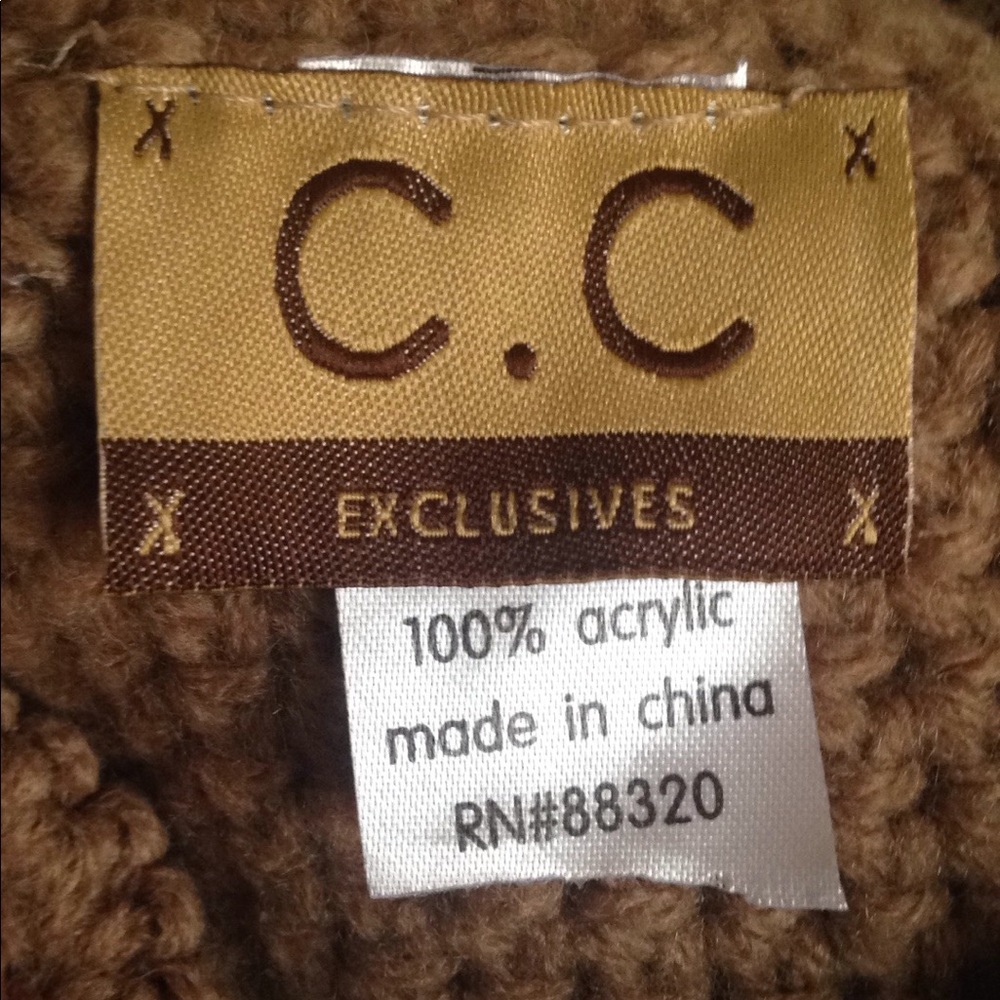 X X
C.C
X EXCLUSIVES X
100% acrylic
made in china
RN#88320